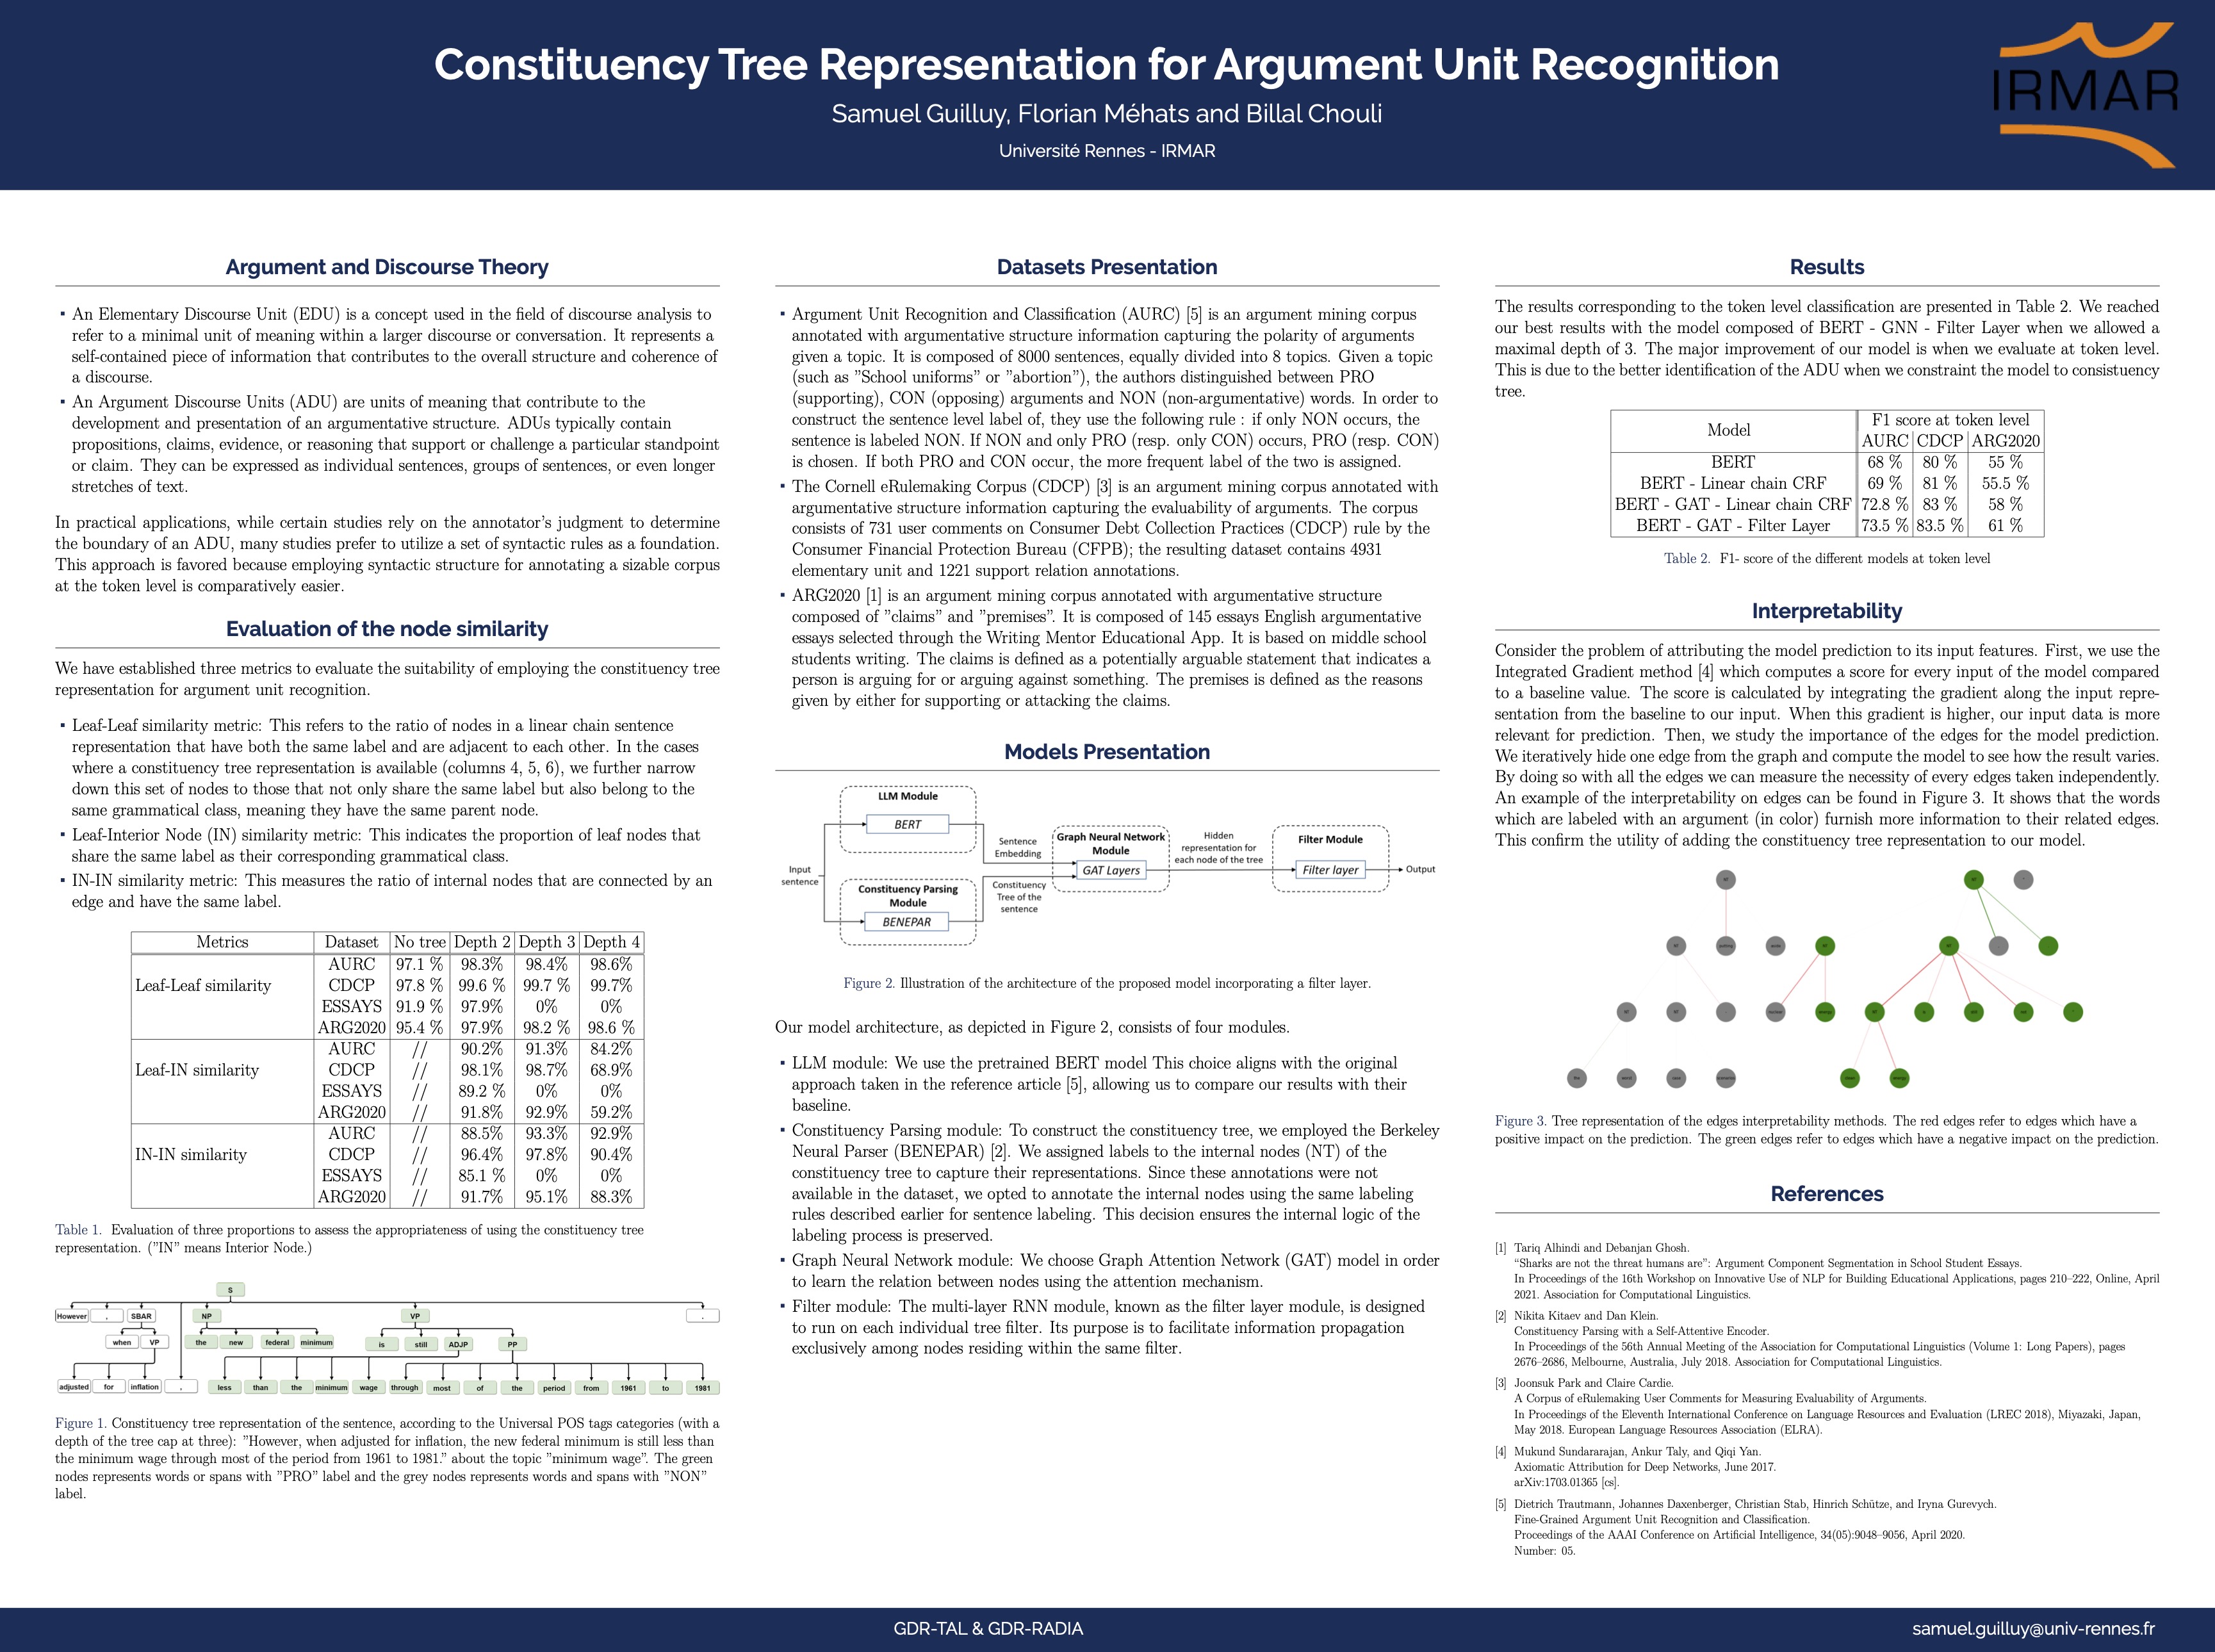 Constituency Tree Representation for Argument Unit Recognition
Samuel Guilluy, Florian Méhats and Billal Chouli
Université Rennes - IRMAR
IRMAR
Argument and Discourse Theory
▪ An Elementary Discourse Unit (EDU) is a concept used in the field of discourse analysis to
refer to a minimal unit of meaning within a larger discourse or conversation. It represents a
self-contained piece of information that contributes to the overall structure and coherence of
a discourse.
▪ An Argument Discourse Units (ADU) are units of meaning that contribute to the
development and presentation of an argumentative structure. ADUs typically contain
propositions, claims, evidence, or reasoning that support or challenge a particular standpoint
or claim. They can be expressed as individual sentences, groups of sentences, or even longer
stretches of text.
In practical applications, while certain studies rely on the annotator's judgment to determine
the boundary of an ADU, many studies prefer to utilize a set of syntactic rules as a foundation.
This approach is favored because employing syntactic structure for annotating a sizable corpus
at the token level is comparatively easier.
Evaluation of the node similarity
We have established three metrics to evaluate the suitability of employing the constituency tree
representation for argument unit recognition.
▪ Leaf-Leaf similarity metric: This refers to the ratio of nodes in a linear chain sentence
representation that have both the same label and are adjacent to each other. In the cases
where a constituency tree representation is available (columns 4, 5, 6), we further narrow
down this set of nodes to those that not only share the same label but also belong to the
same grammatical class, meaning they have the same parent node.
▪ Leaf-Interior Node (IN) similarity metric: This indicates the proportion of leaf nodes that
share the same label as their corresponding grammatical class.
▪ IN-IN similarity metric: This measures the ratio of internal nodes that are connected by an
edge and have the same label.
Metrics Dataset No tree Depth 2 Depth 3 Depth 4
AURC 97.1 % 98.3% 98.4% 98.6%
Leaf-Leaf similarity CDCP 97.8 % 99.6 % 99.7 % 99.7%
ESSAYS 91.9 % 97.9% 0% 0%
ARG2020 95.4 % 97.9% 98.2 % 98.6 %
AURC // 90.2% 91.3% 84.2%
Leaf-IN similarity CDCP // 98.1% 98.7% 68.9%
ESSAYS // 89.2 % 0% 0%
ARG2020 // 91.8% 92.9% 59.2%
AURC // 88.5% 93.3% 92.9%
IN-IN similarity CDCP // 96.4% 97.8% 90.4%
ESSAYS // 85.1 % 0% 0%
ARG2020 // 91.7% 95.1% 88.3%
Table 1. Evaluation of three proportions to assess the appropriateness of using the constituency tree
representation. ("IN" means Interior Node.)
S
However , SBAR NP VP .
when VP the new federal minimum is still ADJP PP
adjusted for inflation , less than the minimum wage through most of the period from 1961 to 1981
Figure 1. Constituency tree representation of the sentence, according to the Universal POS tags categories (with a
depth of the tree cap at three): "However, when adjusted for inflation, the new federal minimum is still less than
the minimum wage through most of the period from 1961 to 1981." about the topic "minimum wage". The green
nodes represents words or spans with "PRO" label and the grey nodes represents words and spans with "NON"
label.
Datasets Presentation
▪ Argument Unit Recognition and Classification (AURC) [5] is an argument mining corpus
annotated with argumentative structure information capturing the polarity of arguments
given a topic. It is composed of 8000 sentences, equally divided into 8 topics. Given a topic
(such as "School uniforms" or "abortion"), the authors distinguished between PRO
(supporting), CON (opposing) arguments and NON (non-argumentative) words. In order to
construct the sentence level label of, they use the following rule : if only NON occurs, the
sentence is labeled NON. If NON and only PRO (resp. only CON) occurs, PRO (resp. CON)
is chosen. If both PRO and CON occur, the more frequent label of the two is assigned.
▪ The Cornell eRulemaking Corpus (CDCP) [3] is an argument mining corpus annotated with
argumentative structure information capturing the evaluability of arguments. The corpus
consists of 731 user comments on Consumer Debt Collection Practices (CDCP) rule by the
Consumer Financial Protection Bureau (CFPB); the resulting dataset contains 4931
elementary unit and 1221 support relation annotations.
▪ ARG2020 [1] is an argument mining corpus annotated with argumentative structure
composed of "claims" and "premises". It is composed of 145 essays English argumentative
essays selected through the Writing Mentor Educational App. It is based on middle school
students writing. The claims is defined as a potentially arguable statement that indicates a
person is arguing for or arguing against something. The premises is defined as the reasons
given by either for supporting or attacking the claims.
Models Presentation
LLM Module
BERT
Input
sentence
Constituency Parsing
Module
BENEPAR
Sentence
Embedding
Constituency
Tree of the
sentence
Graph Neural Network
Module
GAT Layers
Hidden
representation for
each node of the tree
Filter Module
Filter layer
Output
Figure 2. Illustration of the architecture of the proposed model incorporating a filter layer.
Our model architecture, as depicted in Figure 2, consists of four modules.
▪ LLM module: We use the pretrained BERT model This choice aligns with the original
approach taken in the reference article [5], allowing us to compare our results with their
baseline.
▪ Constituency Parsing module: To construct the constituency tree, we employed the Berkeley
Neural Parser (BENEPAR) [2]. We assigned labels to the internal nodes (NT) of the
constituency tree to capture their representations. Since these annotations were not
available in the dataset, we opted to annotate the internal nodes using the same labeling
rules described earlier for sentence labeling. This decision ensures the internal logic of the
labeling process is preserved.
▪ Graph Neural Network module: We choose Graph Attention Network (GAT) model in order
to learn the relation between nodes using the attention mechanism.
▪ Filter module: The multi-layer RNN module, known as the filter layer module, is designed
to run on each individual tree filter. Its purpose is to facilitate information propagation
exclusively among nodes residing within the same filter.
Results
The results corresponding to the token level classification are presented in Table 2. We reached
our best results with the model composed of BERT - GNN - Filter Layer when we allowed a
maximal depth of 3. The major improvement of our model is when we evaluate at token level.
This is due to the better identification of the ADU when we constraint the model to consistuency
tree.
Model F1 score at token level
AURC CDCP ARG2020
BERT 68 % 80 % 55 %
BERT - Linear chain CRF 69 % 81 % 55.5 %
BERT - GAT - Linear chain CRF 72.8 % 83 % 58 %
BERT - GAT - Filter Layer 73.5 % 83.5 % 61 %
Table 2. F1- score of the different models at token level
Interpretability
Consider the problem of attributing the model prediction to its input features. First, we use the
Integrated Gradient method [4] which computes a score for every input of the model compared
to a baseline value. The score is calculated by integrating the gradient along the input repre-
sentation from the baseline to our input. When this gradient is higher, our input data is more
relevant for prediction. Then, we study the importance of the edges for the model prediction.
We iteratively hide one edge from the graph and compute the model to see how the result varies.
By doing so with all the edges we can measure the necessity of every edges taken independently.
An example of the interpretability on edges can be found in Figure 3. It shows that the words
which are labeled with an argument (in color) furnish more information to their related edges.
This confirm the utility of adding the constituency tree representation to our model.
Figure 3. Tree representation of the edges interpretability methods. The red edges refer to edges which have a
positive impact on the prediction. The green edges refer to edges which have a negative impact on the prediction.
References
[1] Tariq Alhindi and Debanjan Ghosh.
“Sharks are not the threat humans are”: Argument Component Segmentation in School Student Essays.
In Proceedings of the 16th Workshop on Innovative Use of NLP for Building Educational Applications, pages 210–222, Online, April
2021. Association for Computational Linguistics.
[2] Nikita Kitaev and Dan Klein.
Constituency Parsing with a Self-Attentive Encoder.
In Proceedings of the 56th Annual Meeting of the Association for Computational Linguistics (Volume 1: Long Papers), pages
2676–2686, Melbourne, Australia, July 2018. Association for Computational Linguistics.
[3] Joonsuk Park and Claire Cardie.
A Corpus of eRulemaking User Comments for Measuring Evaluability of Arguments.
In Proceedings of the Eleventh International Conference on Language Resources and Evaluation (LREC 2018), Miyazaki, Japan,
May 2018. European Language Resources Association (ELRA).
[4] Mukund Sundararajan, Ankur Taly, and Qiqi Yan.
Axiomatic Attribution for Deep Networks, June 2017.
arXiv:1703.01365 [cs].
[5] Dietrich Trautmann, Johannes Daxenberger, Christian Stab, Hinrich Schütze, and Iryna Gurevych.
Fine-Grained Argument Unit Recognition and Classification.
Proceedings of the AAAI Conference on Artificial Intelligence, 34(05):9048–9056, April 2020.
Number: 05.
GDR-TAL & GDR-RADIA
samuel.guilluy@univ-rennes.fr